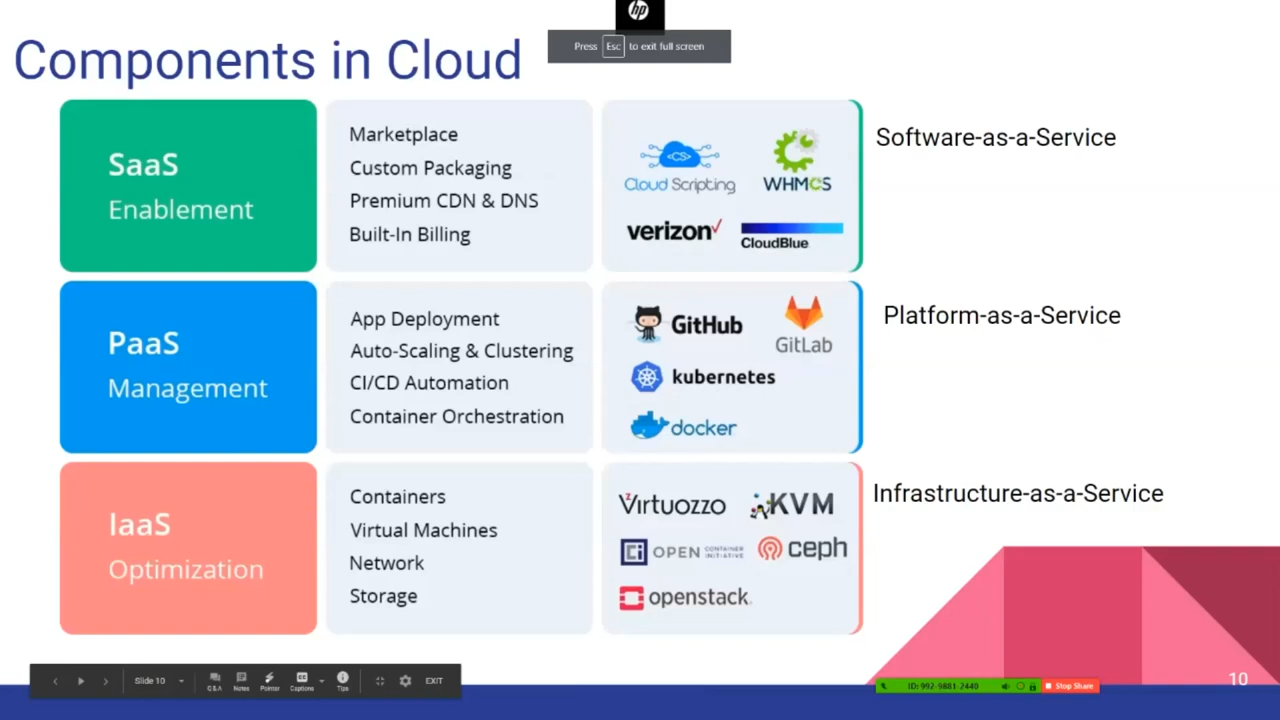 hp
Press Esc to exit full screen
Components in Cloud
SaaS
Enablement
Marketplace
Custom Packaging
Premium CDN & DNS
Built-In Billing
CS
Cloud Scripting
WHMCS
verizon
CloudBlue
Software-as-a-Service
PaaS
Management
App Deployment
Auto-Scaling & Clustering
CI/CD Automation
Container Orchestration
GitHub
GitLab
kubernetes
docker
Platform-as-a-Service
IaaS
Optimization
Containers
Virtual Machines
Network
Storage
Virtuozzo
KVM
OPEN CONTAINER INITIATIVE
ceph
openstack.
Infrastructure-as-a-Service
Slide 10
Q&A
Notes
Pointer
Captions
Tips
EXIT
ID: 992-9881-2440
Stop Share
10